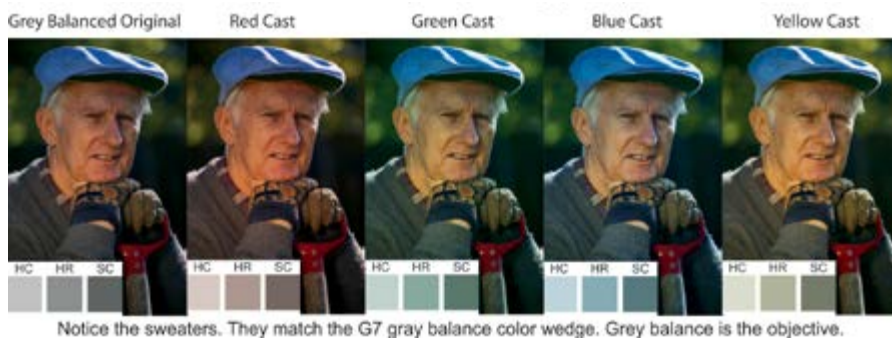 Grey Balanced Original Red Cast Green Cast Blue Cast Yellow Cast
HC HR SC HC HR SC HC HR SC HC HR SC HC HR SC
Notice the sweaters. They match the G7 gray balance color wedge. Grey balance is the objective.